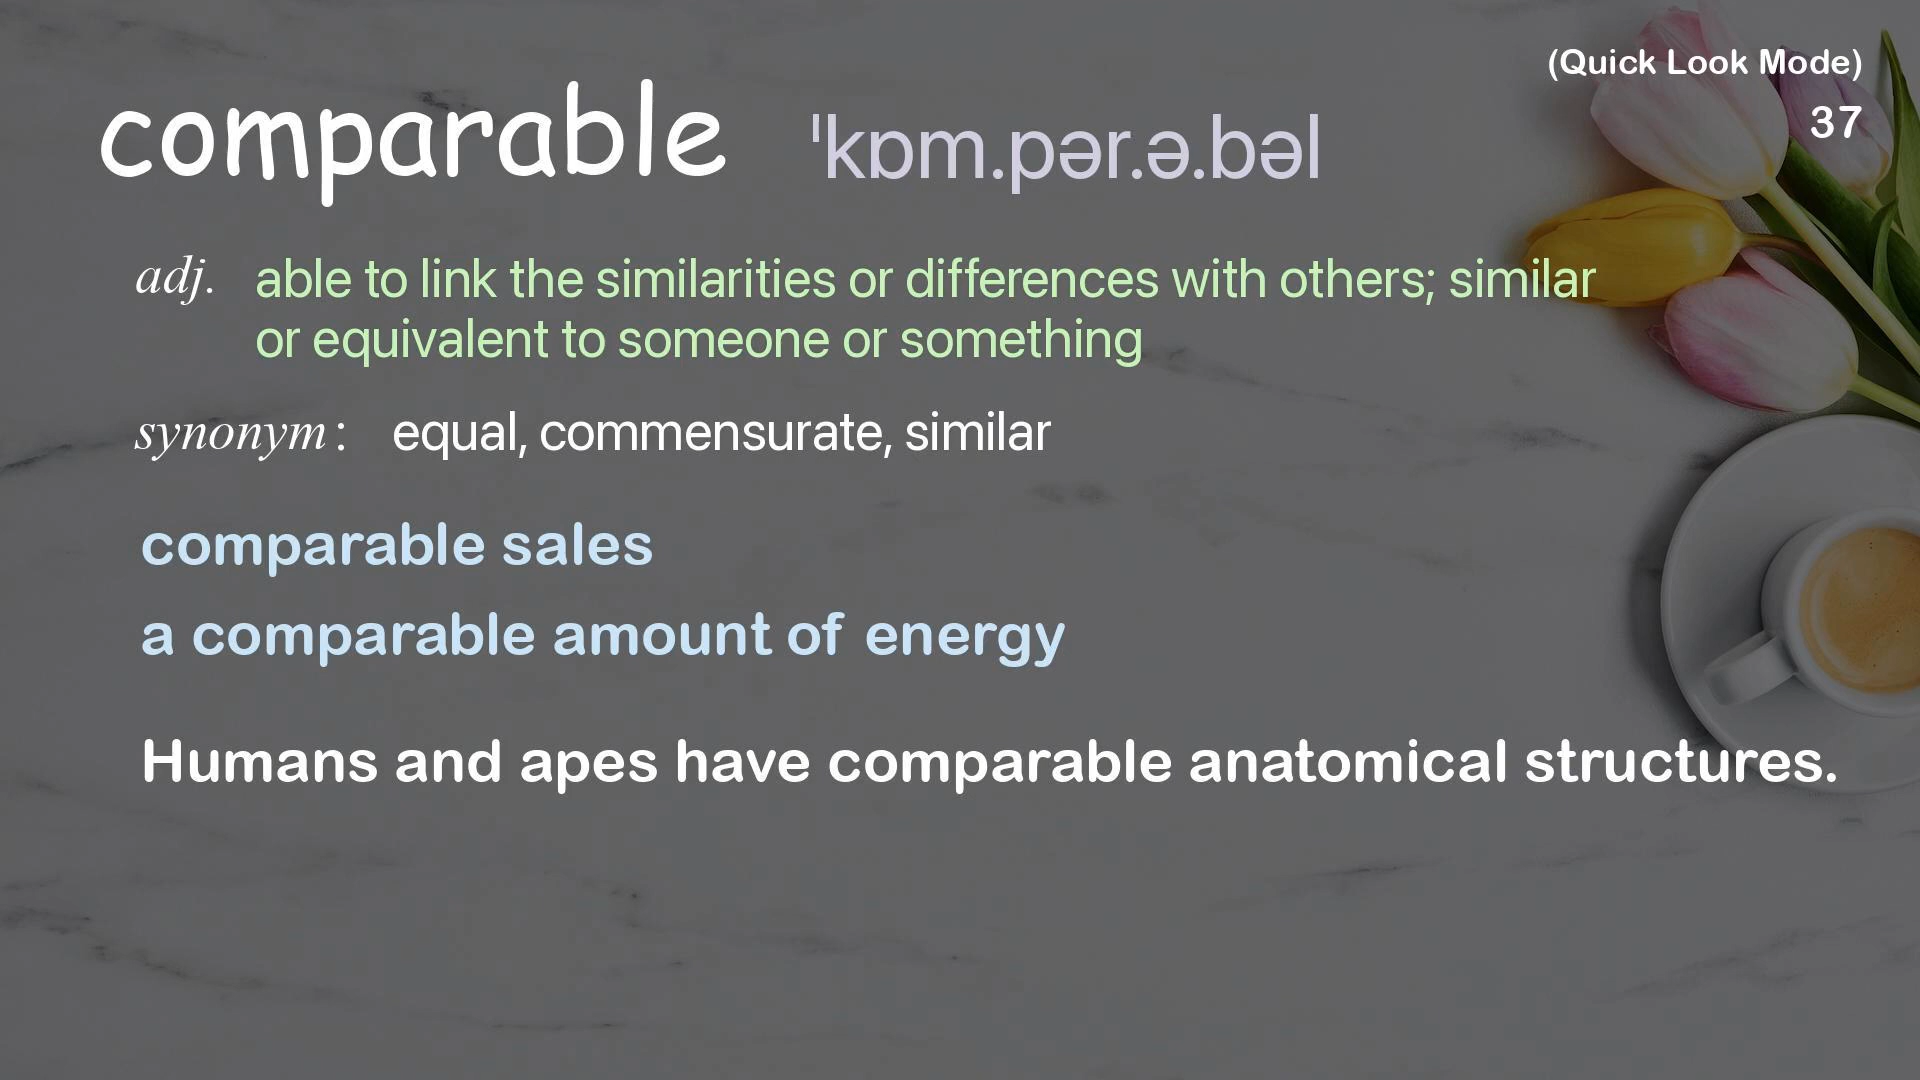 (Quick Look Mode)
37
comparable ˈkɒm.pər.ə.bəl
adj. able to link the similarities or differences with others; similar
or equivalent to someone or something
synonym: equal, commensurate, similar
comparable sales
a comparable amount of energy
Humans and apes have comparable anatomical structures.